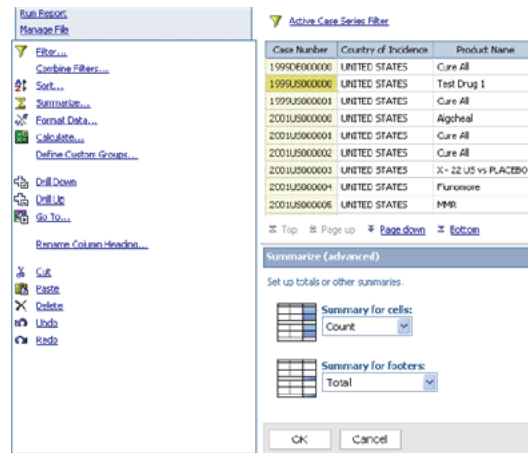 Run Report
Manage File
Filter...
Combine Filters...
Sort...
Summarize...
Format Data...
Calculate...
Define Custom Groups...
Drill Down
Drill Up
Go To...
Rename Column Heading...
Cut
Paste
Delete
Undo
Redo
Active Case Series Filter
Case Number Country of Incidence Product Name
1999DE000000 UNITED STATES Cure All
1999US000000 UNITED STATES Test Drug 1
1999US000001 UNITED STATES Cure All
2001US000000 UNITED STATES Algcheal
2001US000001 UNITED STATES Cure All
2001US000002 UNITED STATES Cure All
2001US000003 UNITED STATES X - 22 US vs PLACEBO
2001US000004 UNITED STATES
2001US000005 UNITED STATES MMR
Top Page up Page down Bottom
Summarize (advanced)
Set up totals or other summaries.
Summary for cells:
Count
Summary for footers:
Total
OK Cancel